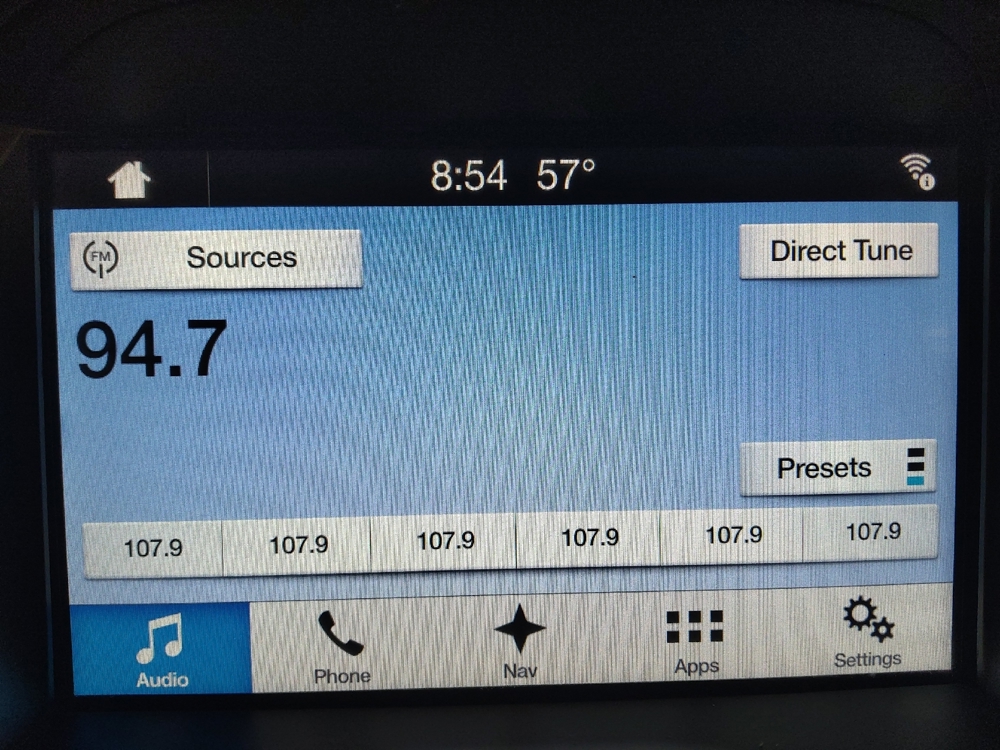 8:54 57°
FM Sources
Direct Tune
94.7
Presets
107.9 107.9 107.9 107.9 107.9 107.9
Audio Phone Nav Apps Settings